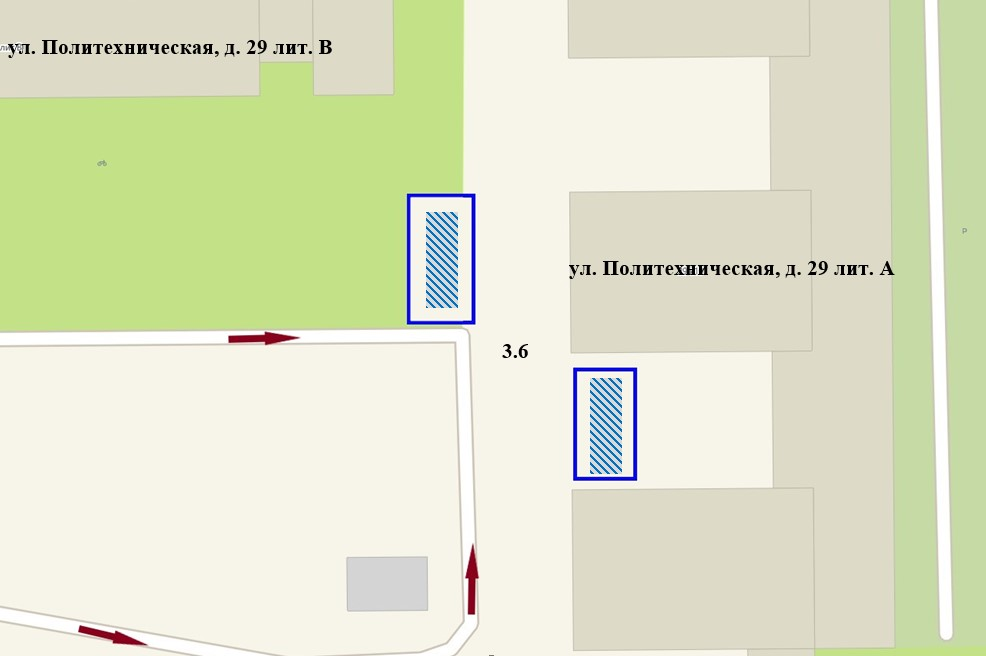 ул. Политехническая, д. 29 лит. В
ул. Политехническая, д. 29 лит. А
3.6